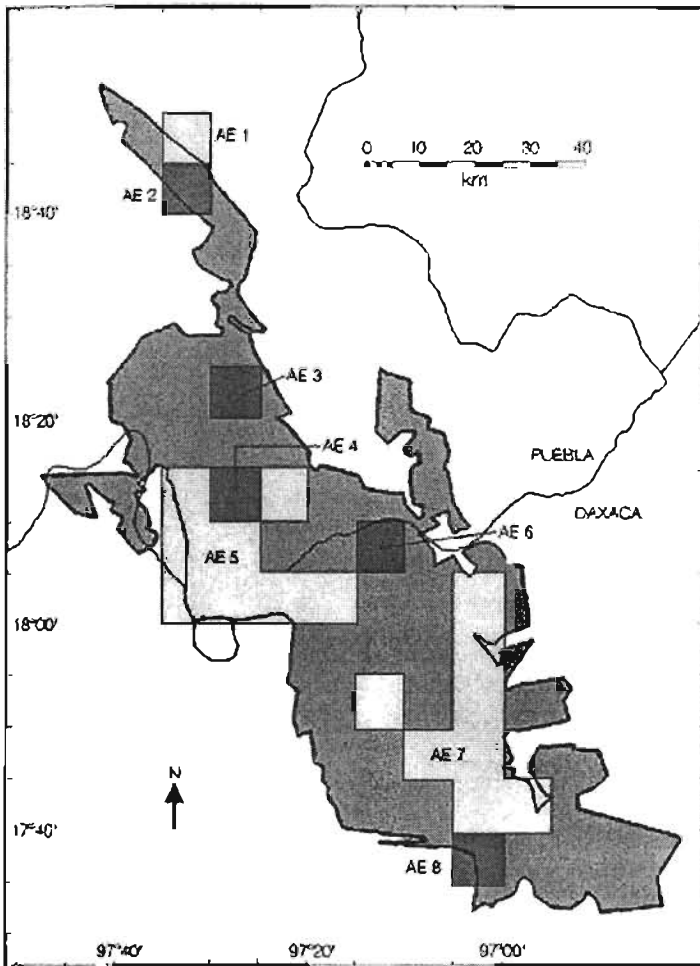 AE 1
0 10 20 30 40
km
AE 2
18°40'
AE 3
18°20'
AE 4
PUEBLA
OAXACA
AE 6
AE 5
18°00'
AE 7
N
17°40'
AE 8
97°40' 97°20' 97°00'